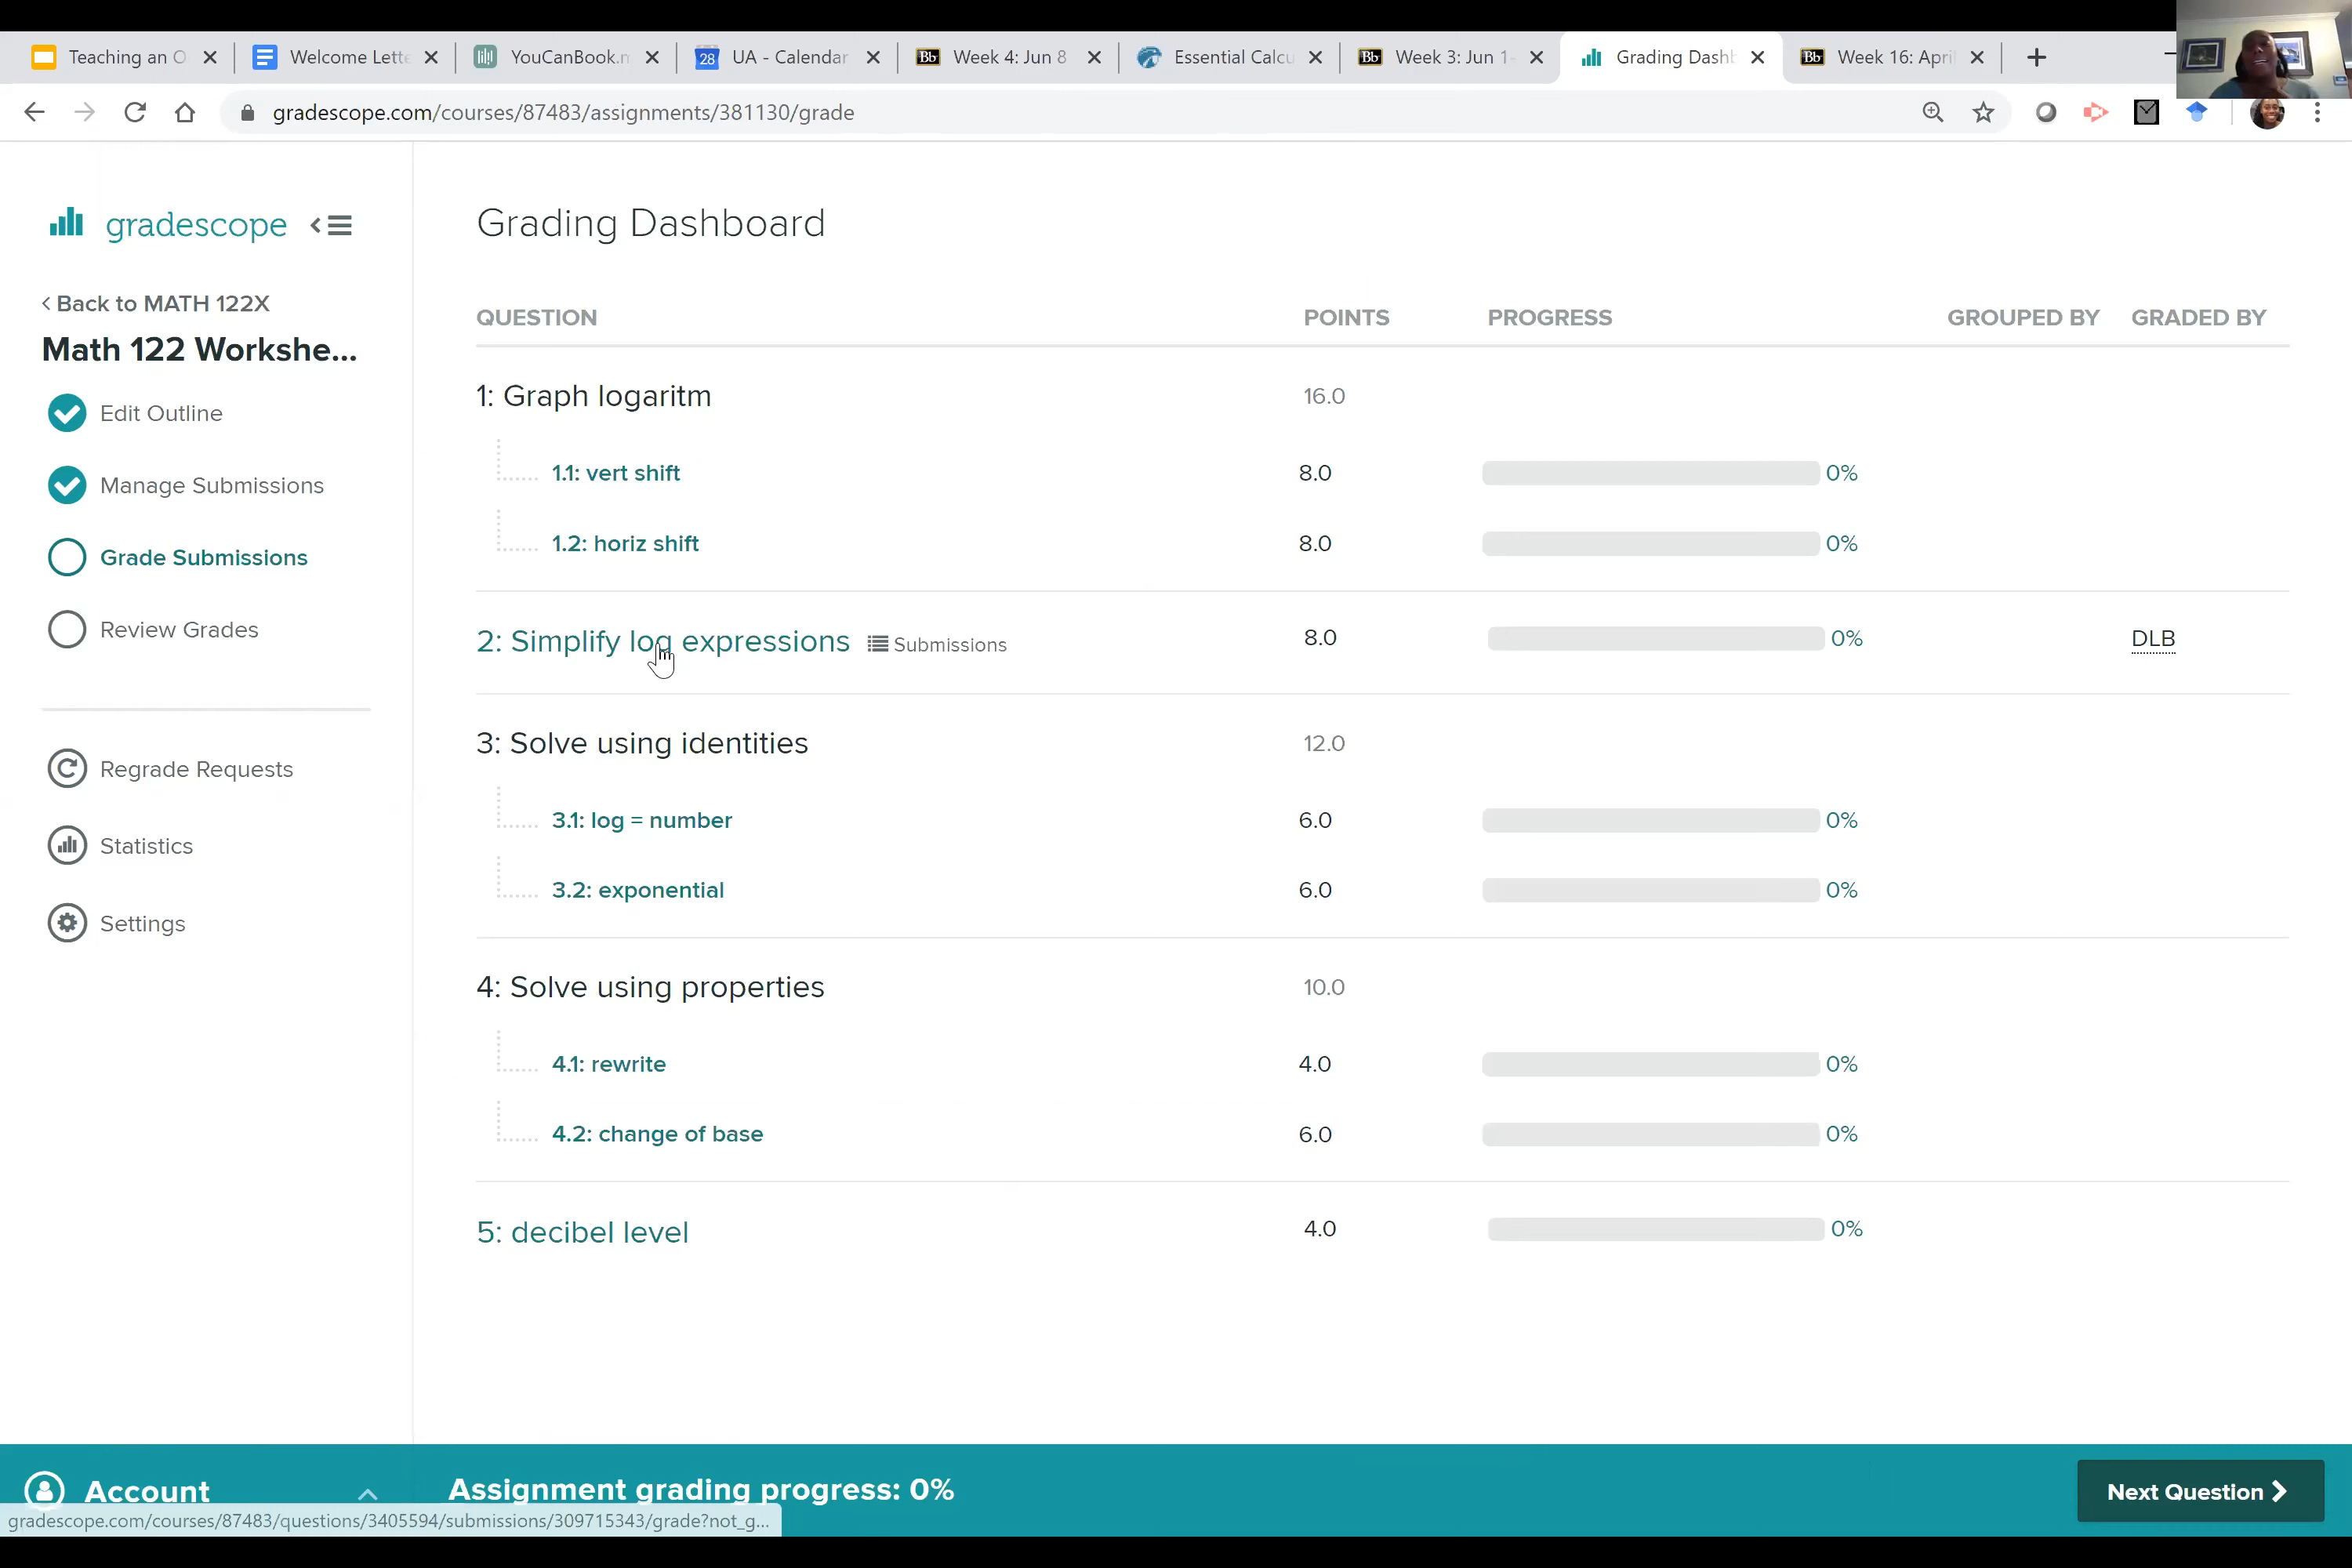 Teaching an O
Welcome Lette
YouCanBook.n
28
UA - Calendar
Bb
Week 4: Jun 8
Essential Calcu
Bb
Week 3: Jun 1-
Grading Dashb
Bb
Week 16: Apri
gradescope.com/courses/87483/assignments/381130/grade
gradescope
Back to MATH 122X
Math 122 Workshe...
Edit Outline
Manage Submissions
Grade Submissions
Review Grades
Regrade Requests
Statistics
Settings
Grading Dashboard
QUESTION POINTS PROGRESS GROUPED BY GRADED BY
1: Graph logaritm 16.0
1.1: vert shift 8.0 0%
1.2: horiz shift 8.0 0%
2: Simplify log expressions Submissions 8.0 0% DLB
3: Solve using identities 12.0
3.1: log = number 6.0 0%
3.2: exponential 6.0 0%
4: Solve using properties 10.0
4.1: rewrite 4.0 0%
4.2: change of base 6.0 0%
5: decibel level 4.0 0%
Account
Assignment grading progress: 0%
Next Question
gradescope.com/courses/87483/questions/3405594/submissions/309715343/grade?not_g...